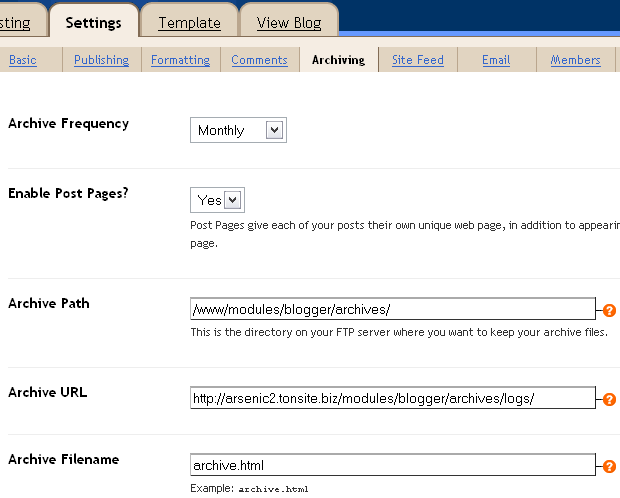 sting Settings Template View Blog
Basic Publishing Formatting Comments Archiving Site Feed Email Members
Archive Frequency Monthly
Enable Post Pages? Yes
Post Pages give each of your posts their own unique web page, in addition to appearin
page.
Archive Path /www/modules/blogger/archives/
This is the directory on your FTP server where you want to keep your archive files.
Archive URL http://arsenic2.tonsite.biz/modules/blogger/archives/logs/
Archive Filename archive.html
Example: archive.html